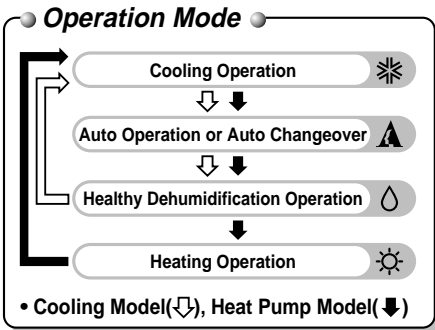 Operation Mode
Cooling Operation
Auto Operation or Auto Changeover
Healthy Dehumidification Operation
Heating Operation
• Cooling Model(⇩), Heat Pump Model(⬇)